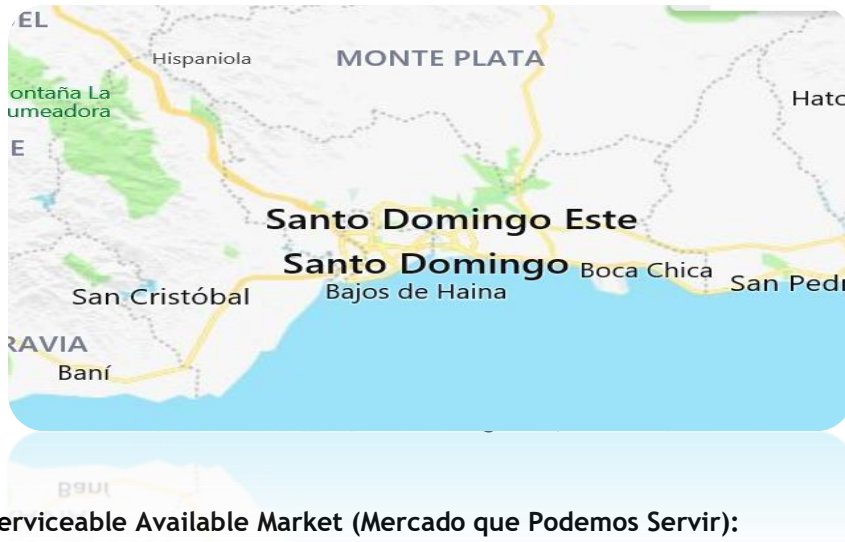 EL
Hispaniola
MONTE PLATA
ontaña La
umeadora
Hato
E
Santo Domingo Este
Santo Domingo
Boca Chica
San Cristóbal
Bajos de Haina
San Pedr
RAVIA
Baní
Baní
erviceable Available Market (Mercado que Podemos Servir):